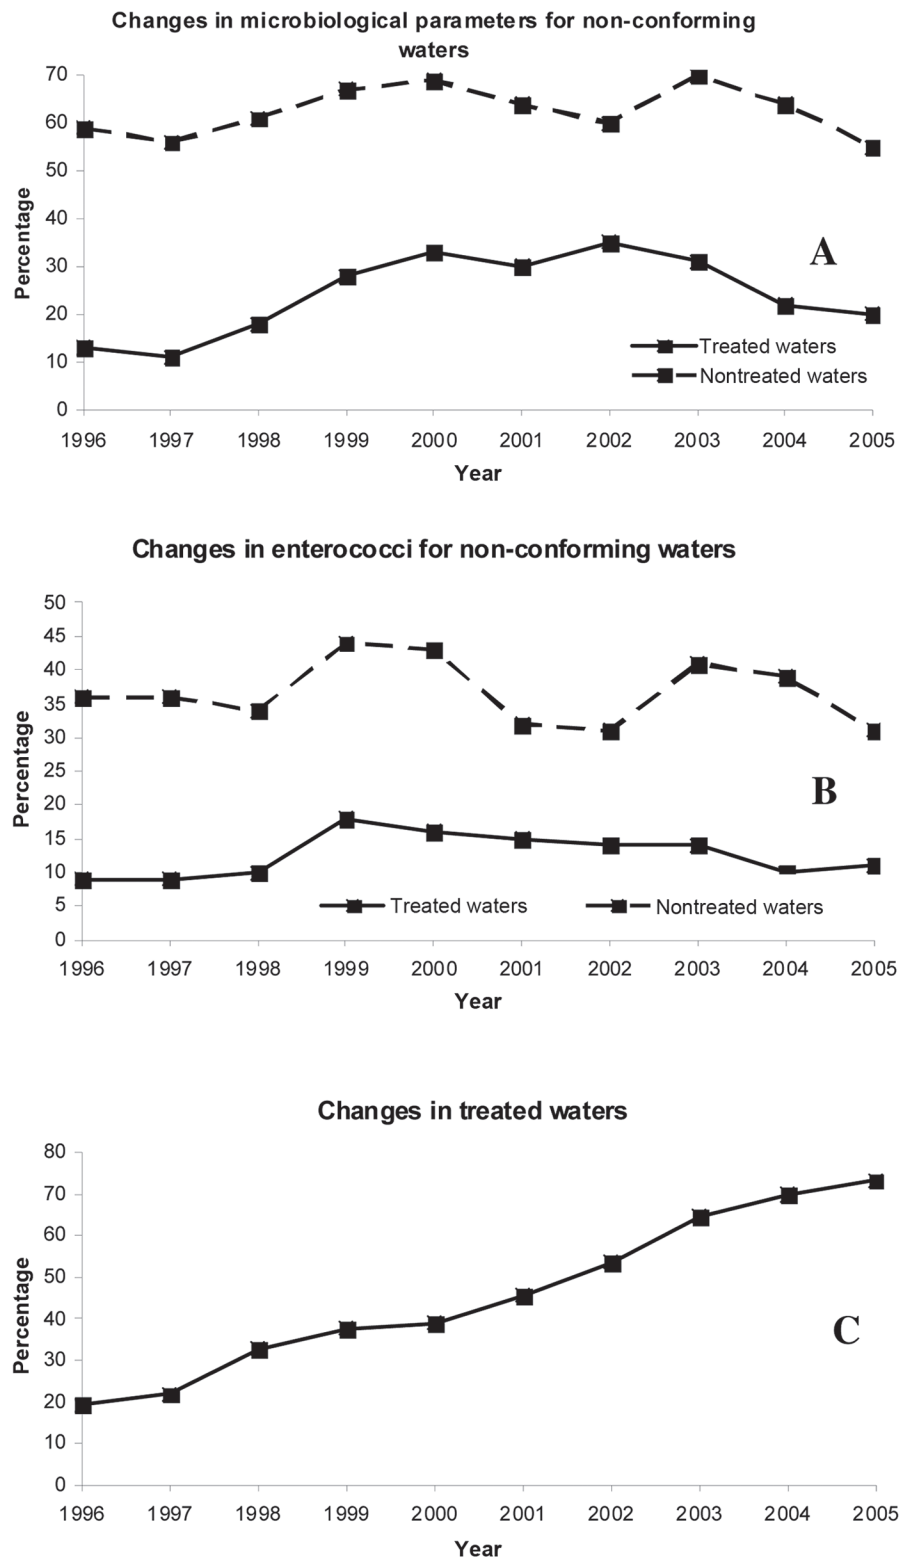 Changes in microbiological parameters for non-conforming
waters
70
60
50
40
30
20
10
0
Percentage
A
Treated waters
Nontreated waters
1996 1997 1998 1999 2000 2001 2002 2003 2004 2005
Year
Changes in enterococci for non-conforming waters
50
45
40
35
30
25
20
15
10
5
0
Percentage
B
Treated waters Nontreated waters
1996 1997 1998 1999 2000 2001 2002 2003 2004 2005
Year
Changes in treated waters
80
70
60
50
40
30
20
10
0
Percentage
C
1996 1997 1998 1999 2000 2001 2002 2003 2004 2005
Year